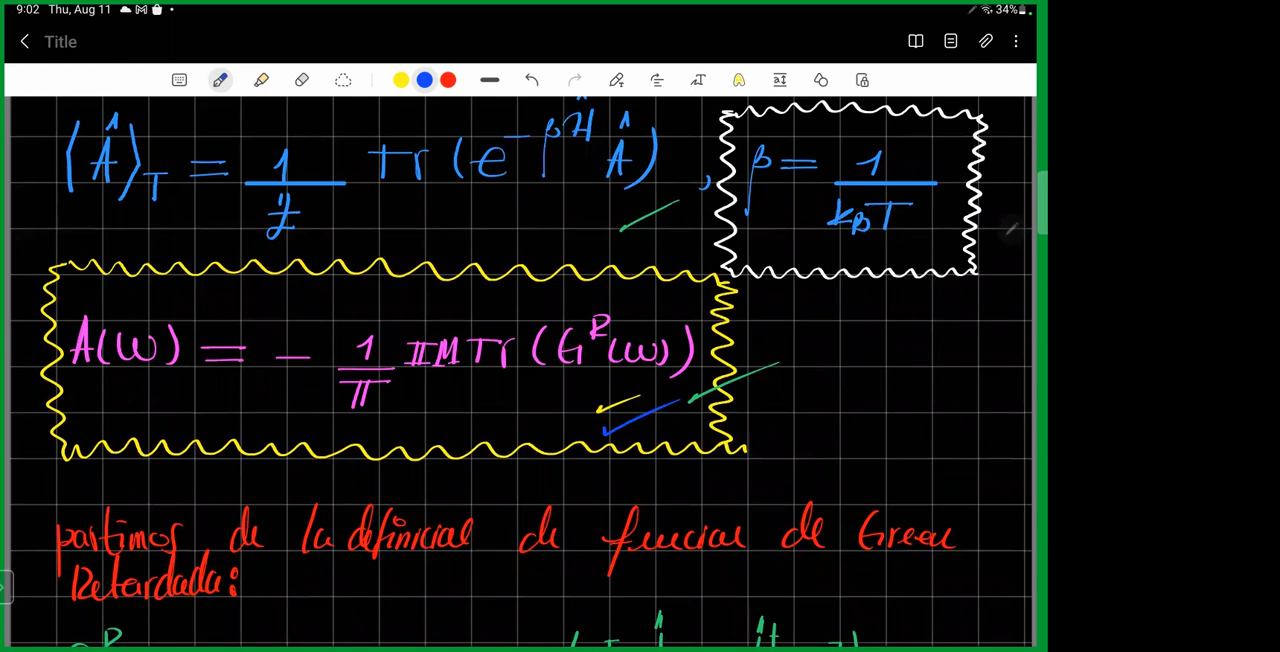 9:02 Thu, Aug 11
34%
Title
⟨Â⟩_T = 1/Z Tr(e^{-βĤ} Â), β = 1/(k_B T)
A(ω) = - 1/π IM Tr (G^R(ω))
partimos de la definicial de funcial de Green
Retardada: